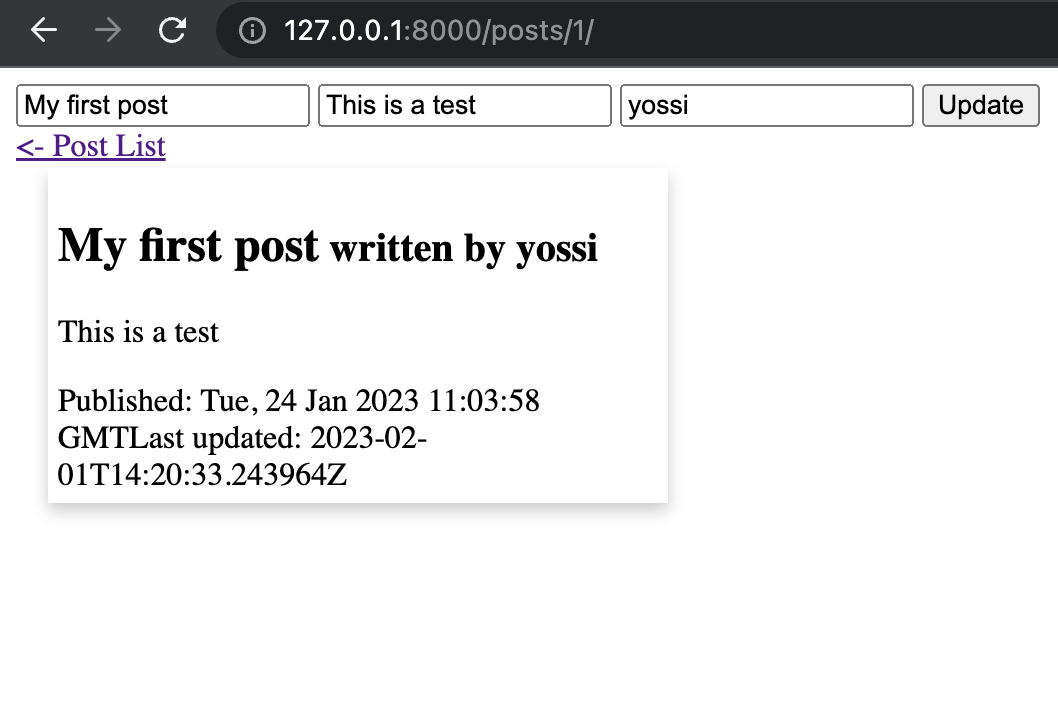 127.0.0.1:8000/posts/1/
My first post This is a test yossi Update
<- Post List
My first post written by yossi
This is a test
Published: Tue, 24 Jan 2023 11:03:58
GMTLast updated: 2023-02-
01T14:20:33.243964Z